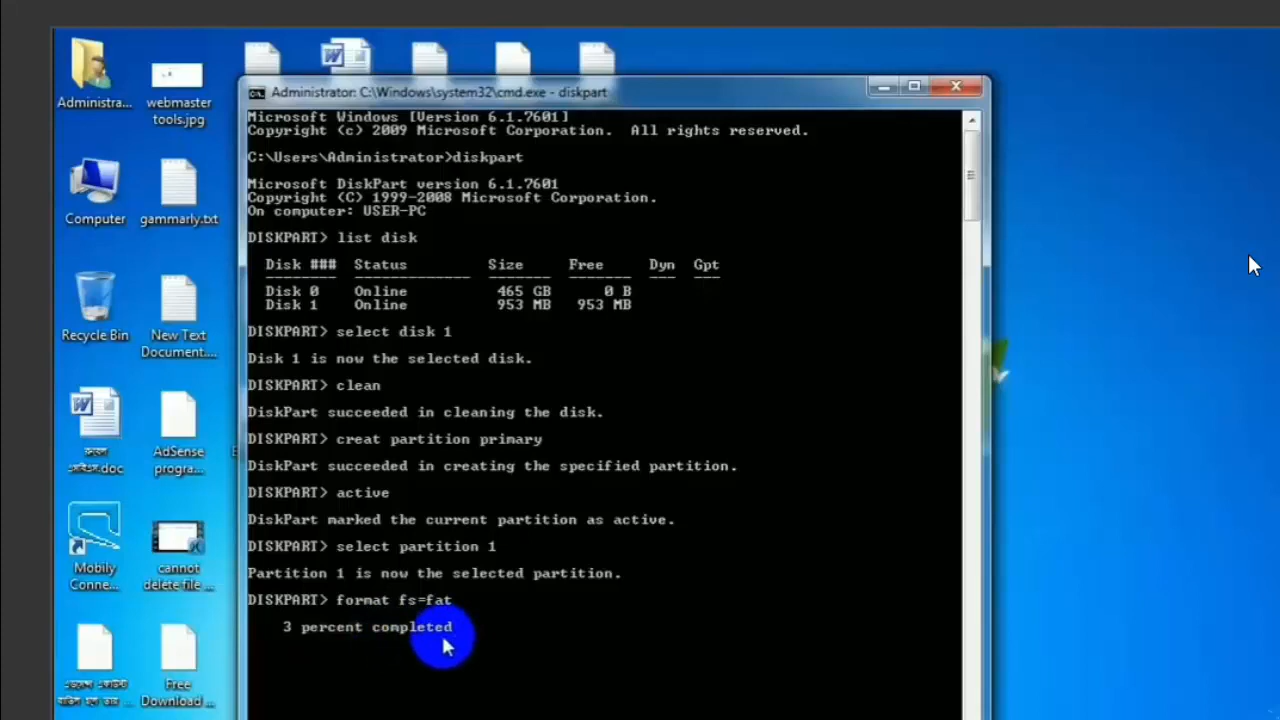 Administra...
webmaster
tools.jpg
Computer
gammarly.txt
Recycle Bin
New Text
Document....
.doc
AdSense
progra...
Mobily
Conne...
cannot
delete file ...
Free
Download ...
Administrator: C:\Windows\system32\cmd.exe - diskpart
Microsoft Windows [Version 6.1.7601]
Copyright (c) 2009 Microsoft Corporation.  All rights reserved.
C:\Users\Administrator>diskpart
Microsoft DiskPart version 6.1.7601
Copyright (C) 1999-2008 Microsoft Corporation.
On computer: USER-PC
DISKPART> list disk
Disk ###  Status  Size  Free  Dyn  Gpt
Disk 0  Online  465 GB  0 B
Disk 1  Online  953 MB  953 MB
DISKPART> select disk 1
Disk 1 is now the selected disk.
DISKPART> clean
DiskPart succeeded in cleaning the disk.
DISKPART> creat partition primary
DiskPart succeeded in creating the specified partition.
DISKPART> active
DiskPart marked the current partition as active.
DISKPART> select partition 1
Partition 1 is now the selected partition.
DISKPART> format fs=fat
3 percent completed